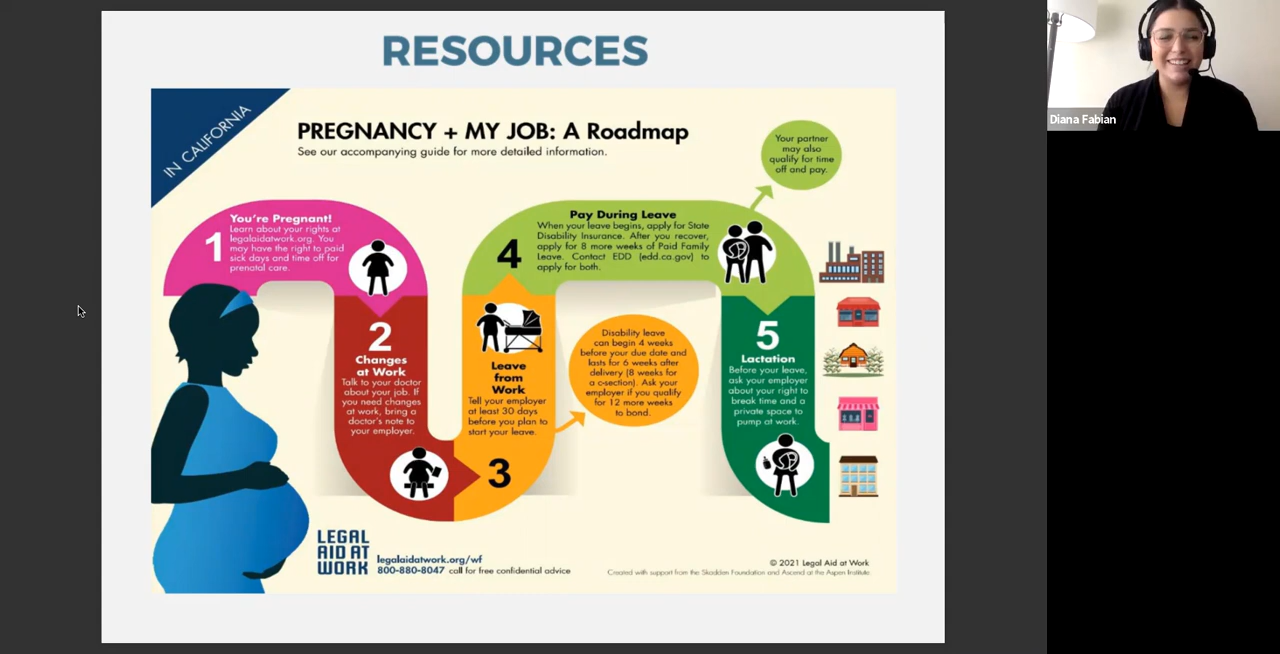 RESOURCES
IN CALIFORNIA
PREGNANCY + MY JOB: A Roadmap
See our accompanying guide for more detailed information.
Your partner
may also
qualify for time
off and pay.
1
You're Pregnant!
Learn about your rights at
legalaidatwork.org. You
may have the right to paid
sick days and time off for
prenatal care.
2
Changes
at Work
Talk to your doctor
about your job. If
you need changes
at work, bring a
doctor's note to
your employer.
Leave
from
Work
Tell your employer
at least 30 days
before you plan to
start your leave.
3
Disability leave
can begin 4 weeks
before your due date and
lasts for 6 weeks after
delivery (8 weeks for
a c-section). Ask your
employer if you qualify
for 12 more weeks
to bond.
4
Pay During Leave
When your leave begins, apply for State
Disability Insurance. After you recover,
apply for 8 more weeks of Paid Family
Leave. Contact EDD (edd.ca.gov) to
apply for both.
5
Lactation
Before your leave,
ask your employer
about your right to
break time and a
private space to
pump at work.
LEGAL
AID AT
WORK
legalaidatwork.org/wf
800-880-8047 call for free confidential advice
© 2021 Legal Aid at Work
Created with support from the Skadden Foundation and Ascend at the Aspen Institute
Diana Fabian